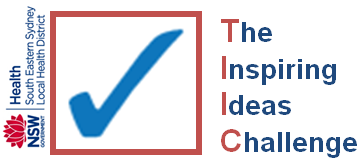 Health
South Eastern Sydney
Local Health District
NSW
GOVERNMENT
The
Inspiring
Ideas
Challenge